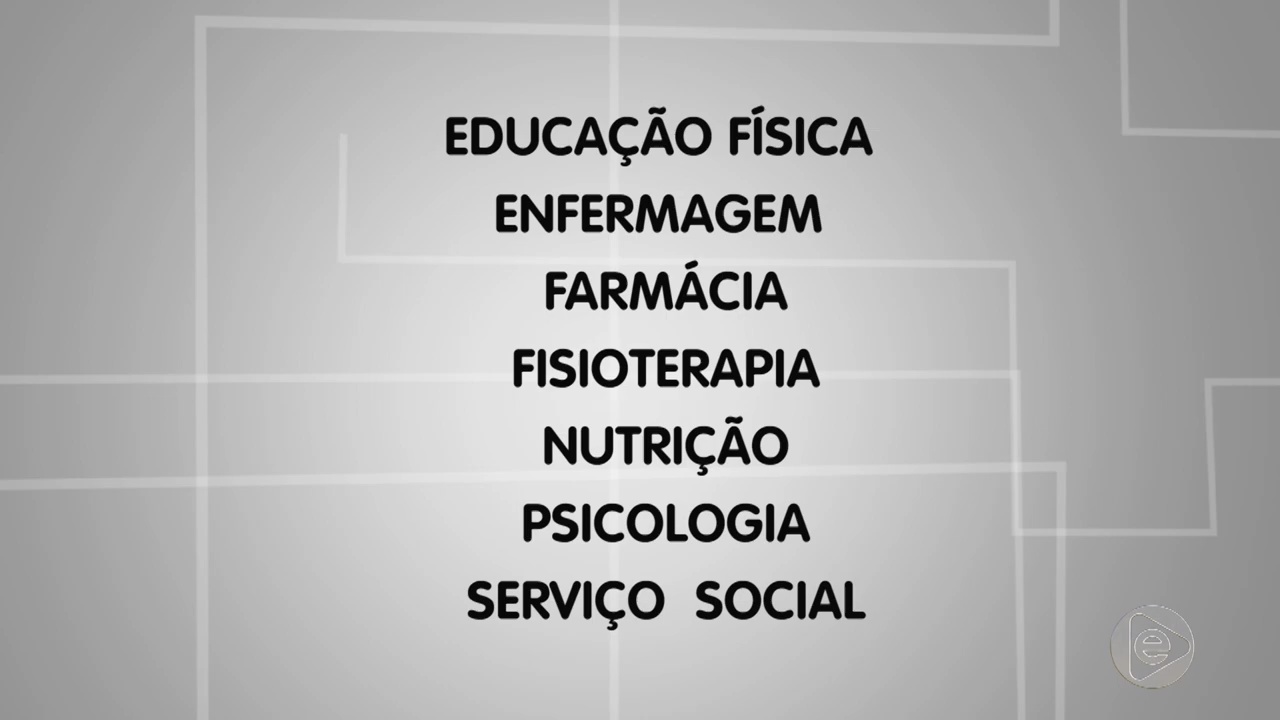 EDUCAÇÃO FÍSICA
ENFERMAGEM
FARMÁCIA
FISIOTERAPIA
NUTRIÇÃO
PSICOLOGIA
SERVIÇO SOCIAL
e